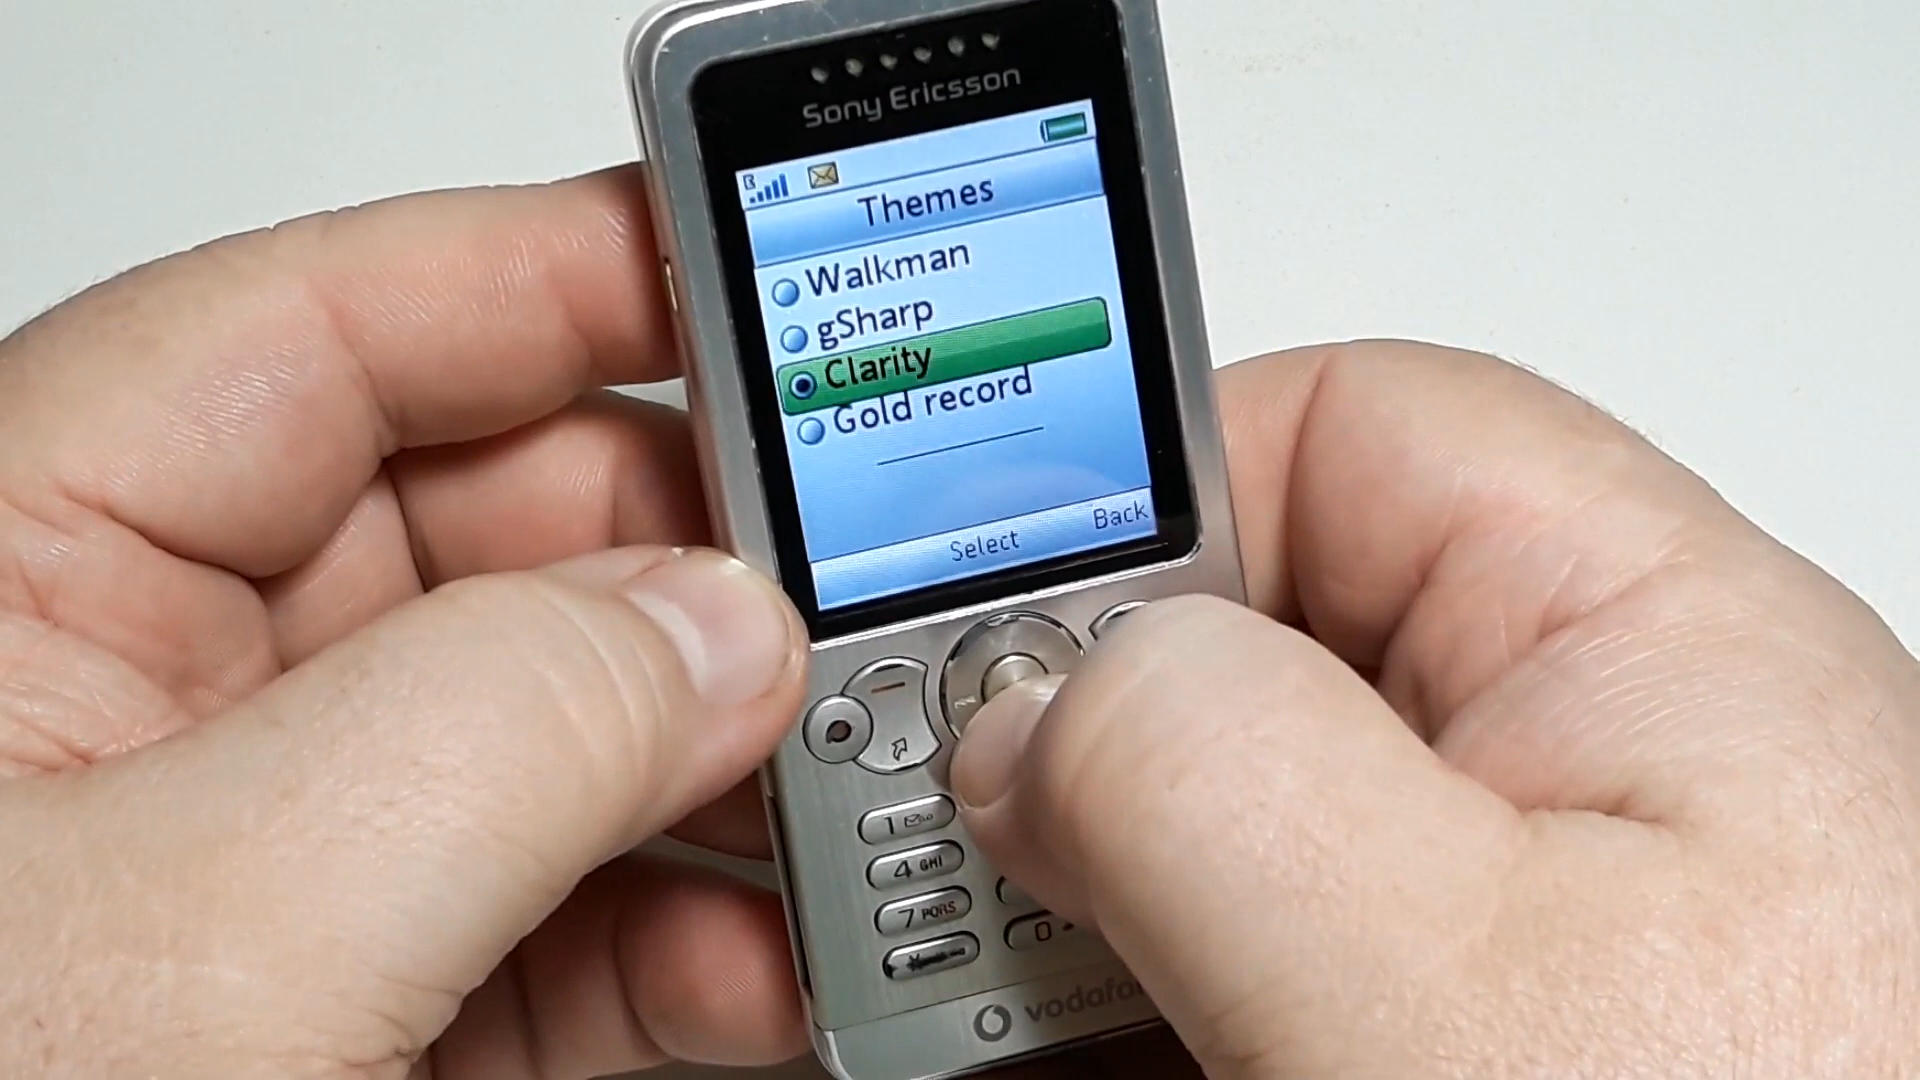 Sony Ericsson
Themes
Walkman
gSharp
Clarity
Gold record
Select
Back
1
4 GHI
7 PQRS
0
vodafo